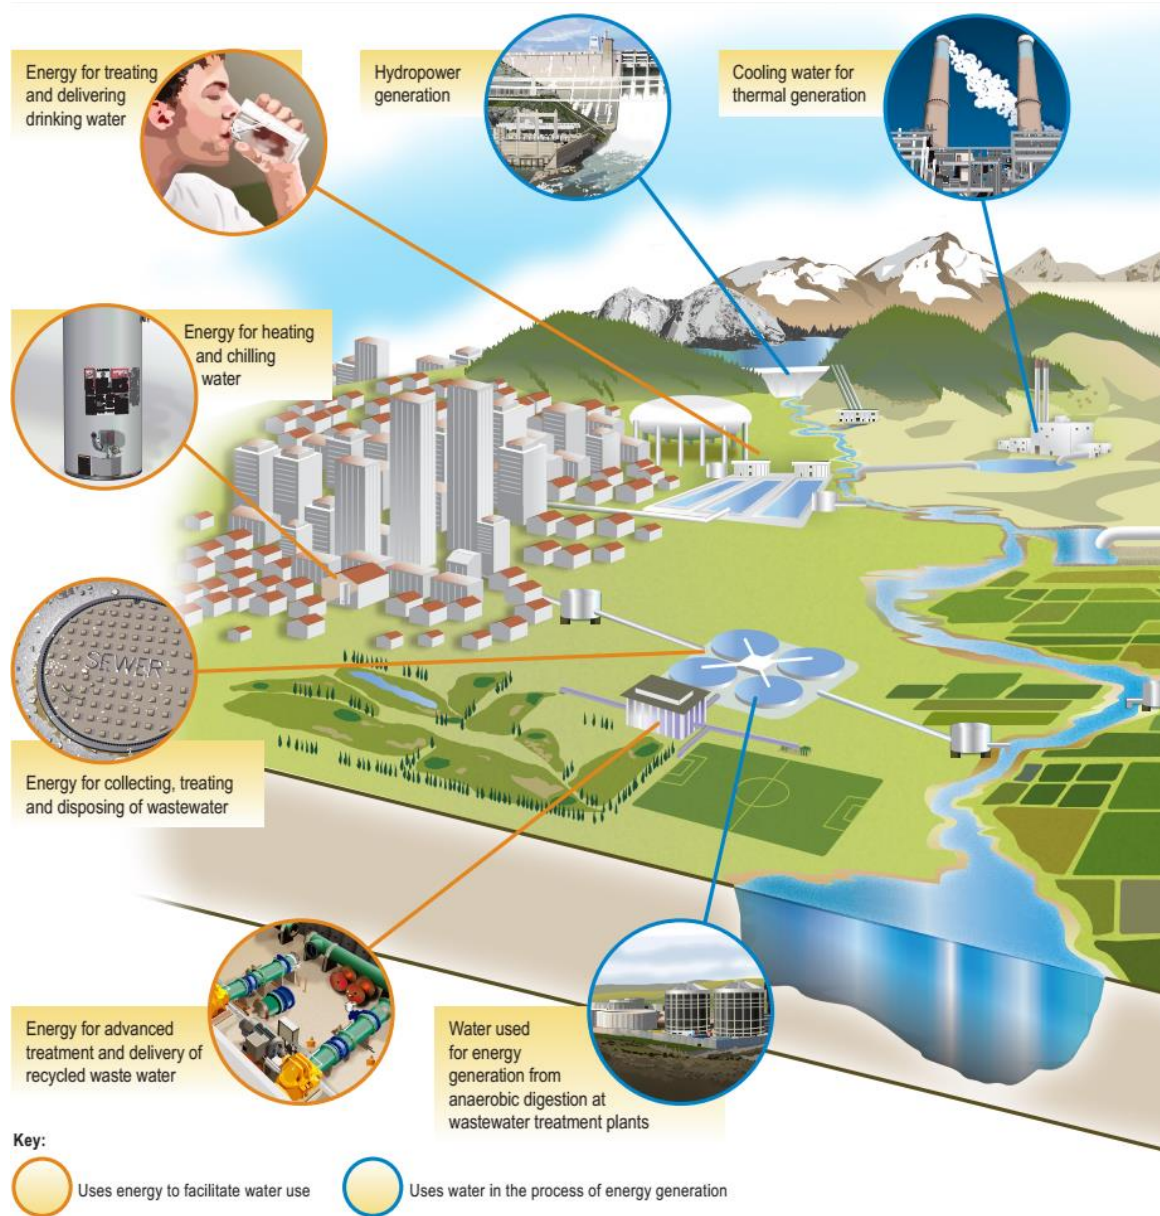 Energy for treating
and delivering
drinking water
Hydropower
generation
Cooling water for
thermal generation
Energy for heating
and chilling
water
SEWER
Energy for collecting, treating
and disposing of wastewater
Energy for advanced
treatment and delivery of
recycled waste water
Water used
for energy
generation from
anaerobic digestion at
wastewater treatment plants
Key:
Uses energy to facilitate water use
Uses water in the process of energy generation